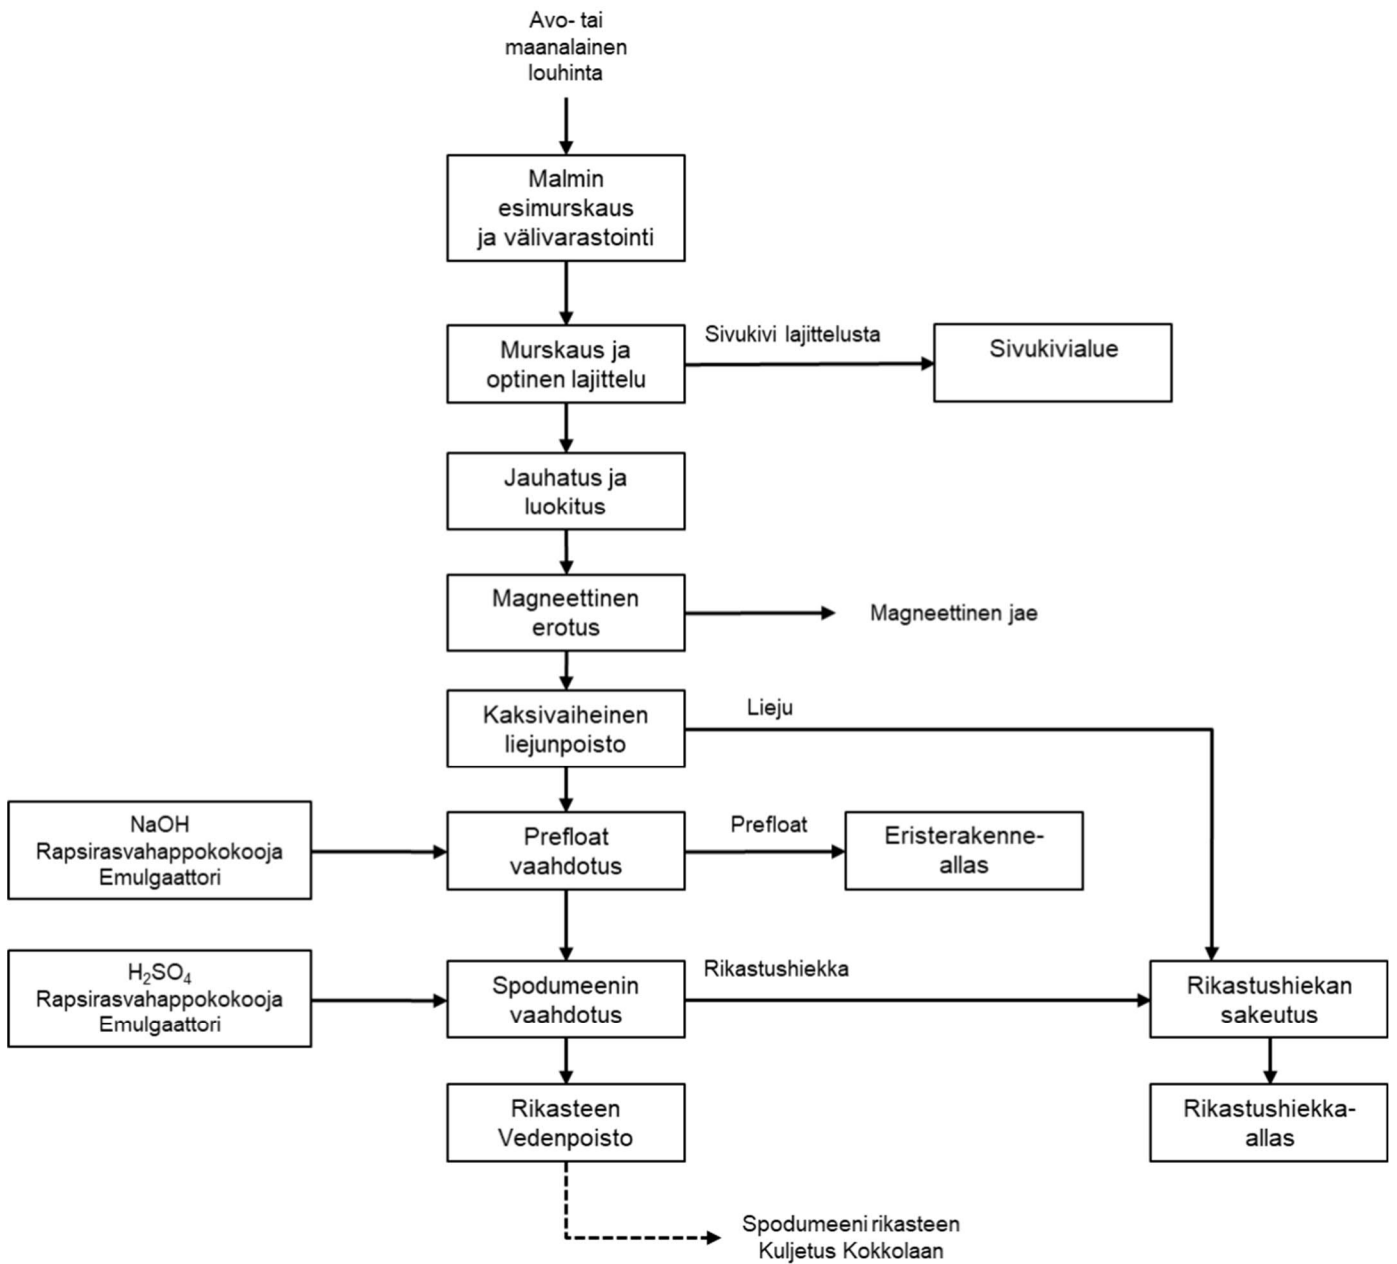 Avo- tai
maanalainen
louhinta
Malmin
esimurskaus
ja välivarastointi
Murskaus ja
optinen lajittelu
Sivukivi lajittelusta
Sivukivialue
Jauhatus ja
luokitus
Magneettinen
erotus
Magneettinen jae
Kaksivaiheinen
liejunpoisto
Lieju
NaOH
Rapsirasvahappokokooja
Emulgaattori
Prefloat
vaahdotus
Prefloat
Eristerakenne-
allas
H₂SO₄
Rapsirasvahappokokooja
Emulgaattori
Spodumeenin
vaahdotus
Rikastushiekka
Rikastushiekan
sakeutus
Rikasteen
Vedenpoisto
Rikastushiekka-
allas
Spodumeeni rikasteen
Kuljetus Kokkolaan